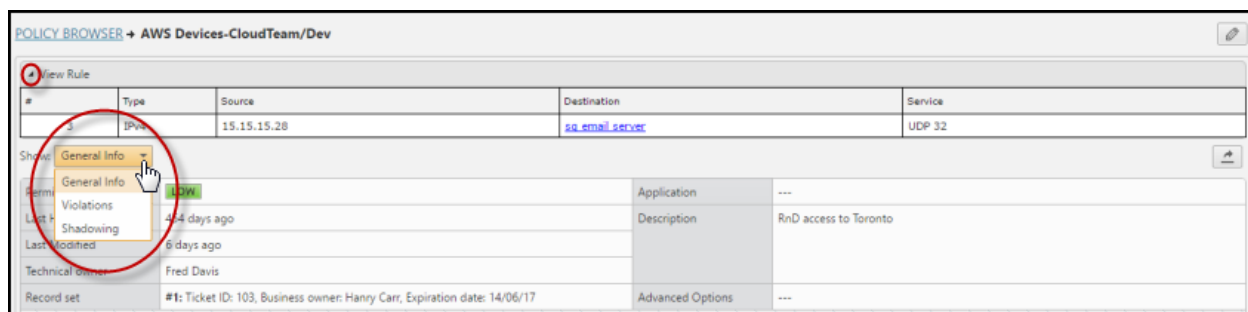 POLICY BROWSER → AWS Devices-CloudTeam/Dev
View Rule
# Type Source Destination Service
3 IPv4 15.15.15.28 sg email server UDP 32
Show: General Info
General Info
Violations
Shadowing
LOW Application ---
days ago Description RnD access to Toronto
Last Modified 6 days ago
Technical owner Fred Davis
Record set #1: Ticket ID: 103, Business owner: Hanry Carr, Expiration date: 14/06/17 Advanced Options ---